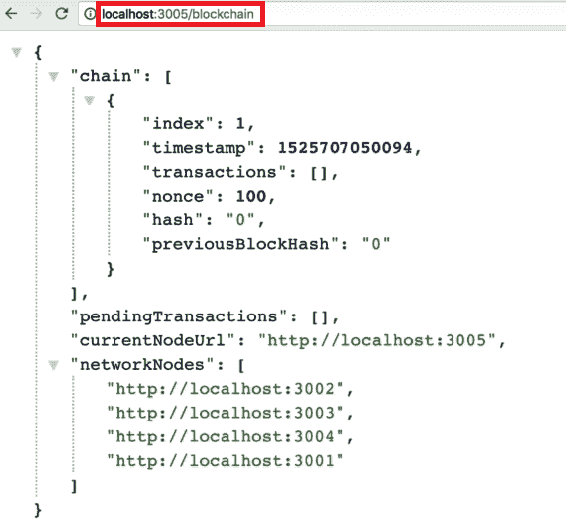 localhost:3005/blockchain
{
"chain": [
{
"index": 1,
"timestamp": 1525707050094,
"transactions": [],
"nonce": 100,
"hash": "0",
"previousBlockHash": "0"
}
],
"pendingTransactions": [],
"currentNodeUrl": "http://localhost:3005",
"networkNodes": [
"http://localhost:3002",
"http://localhost:3003",
"http://localhost:3004",
"http://localhost:3001"
]
}